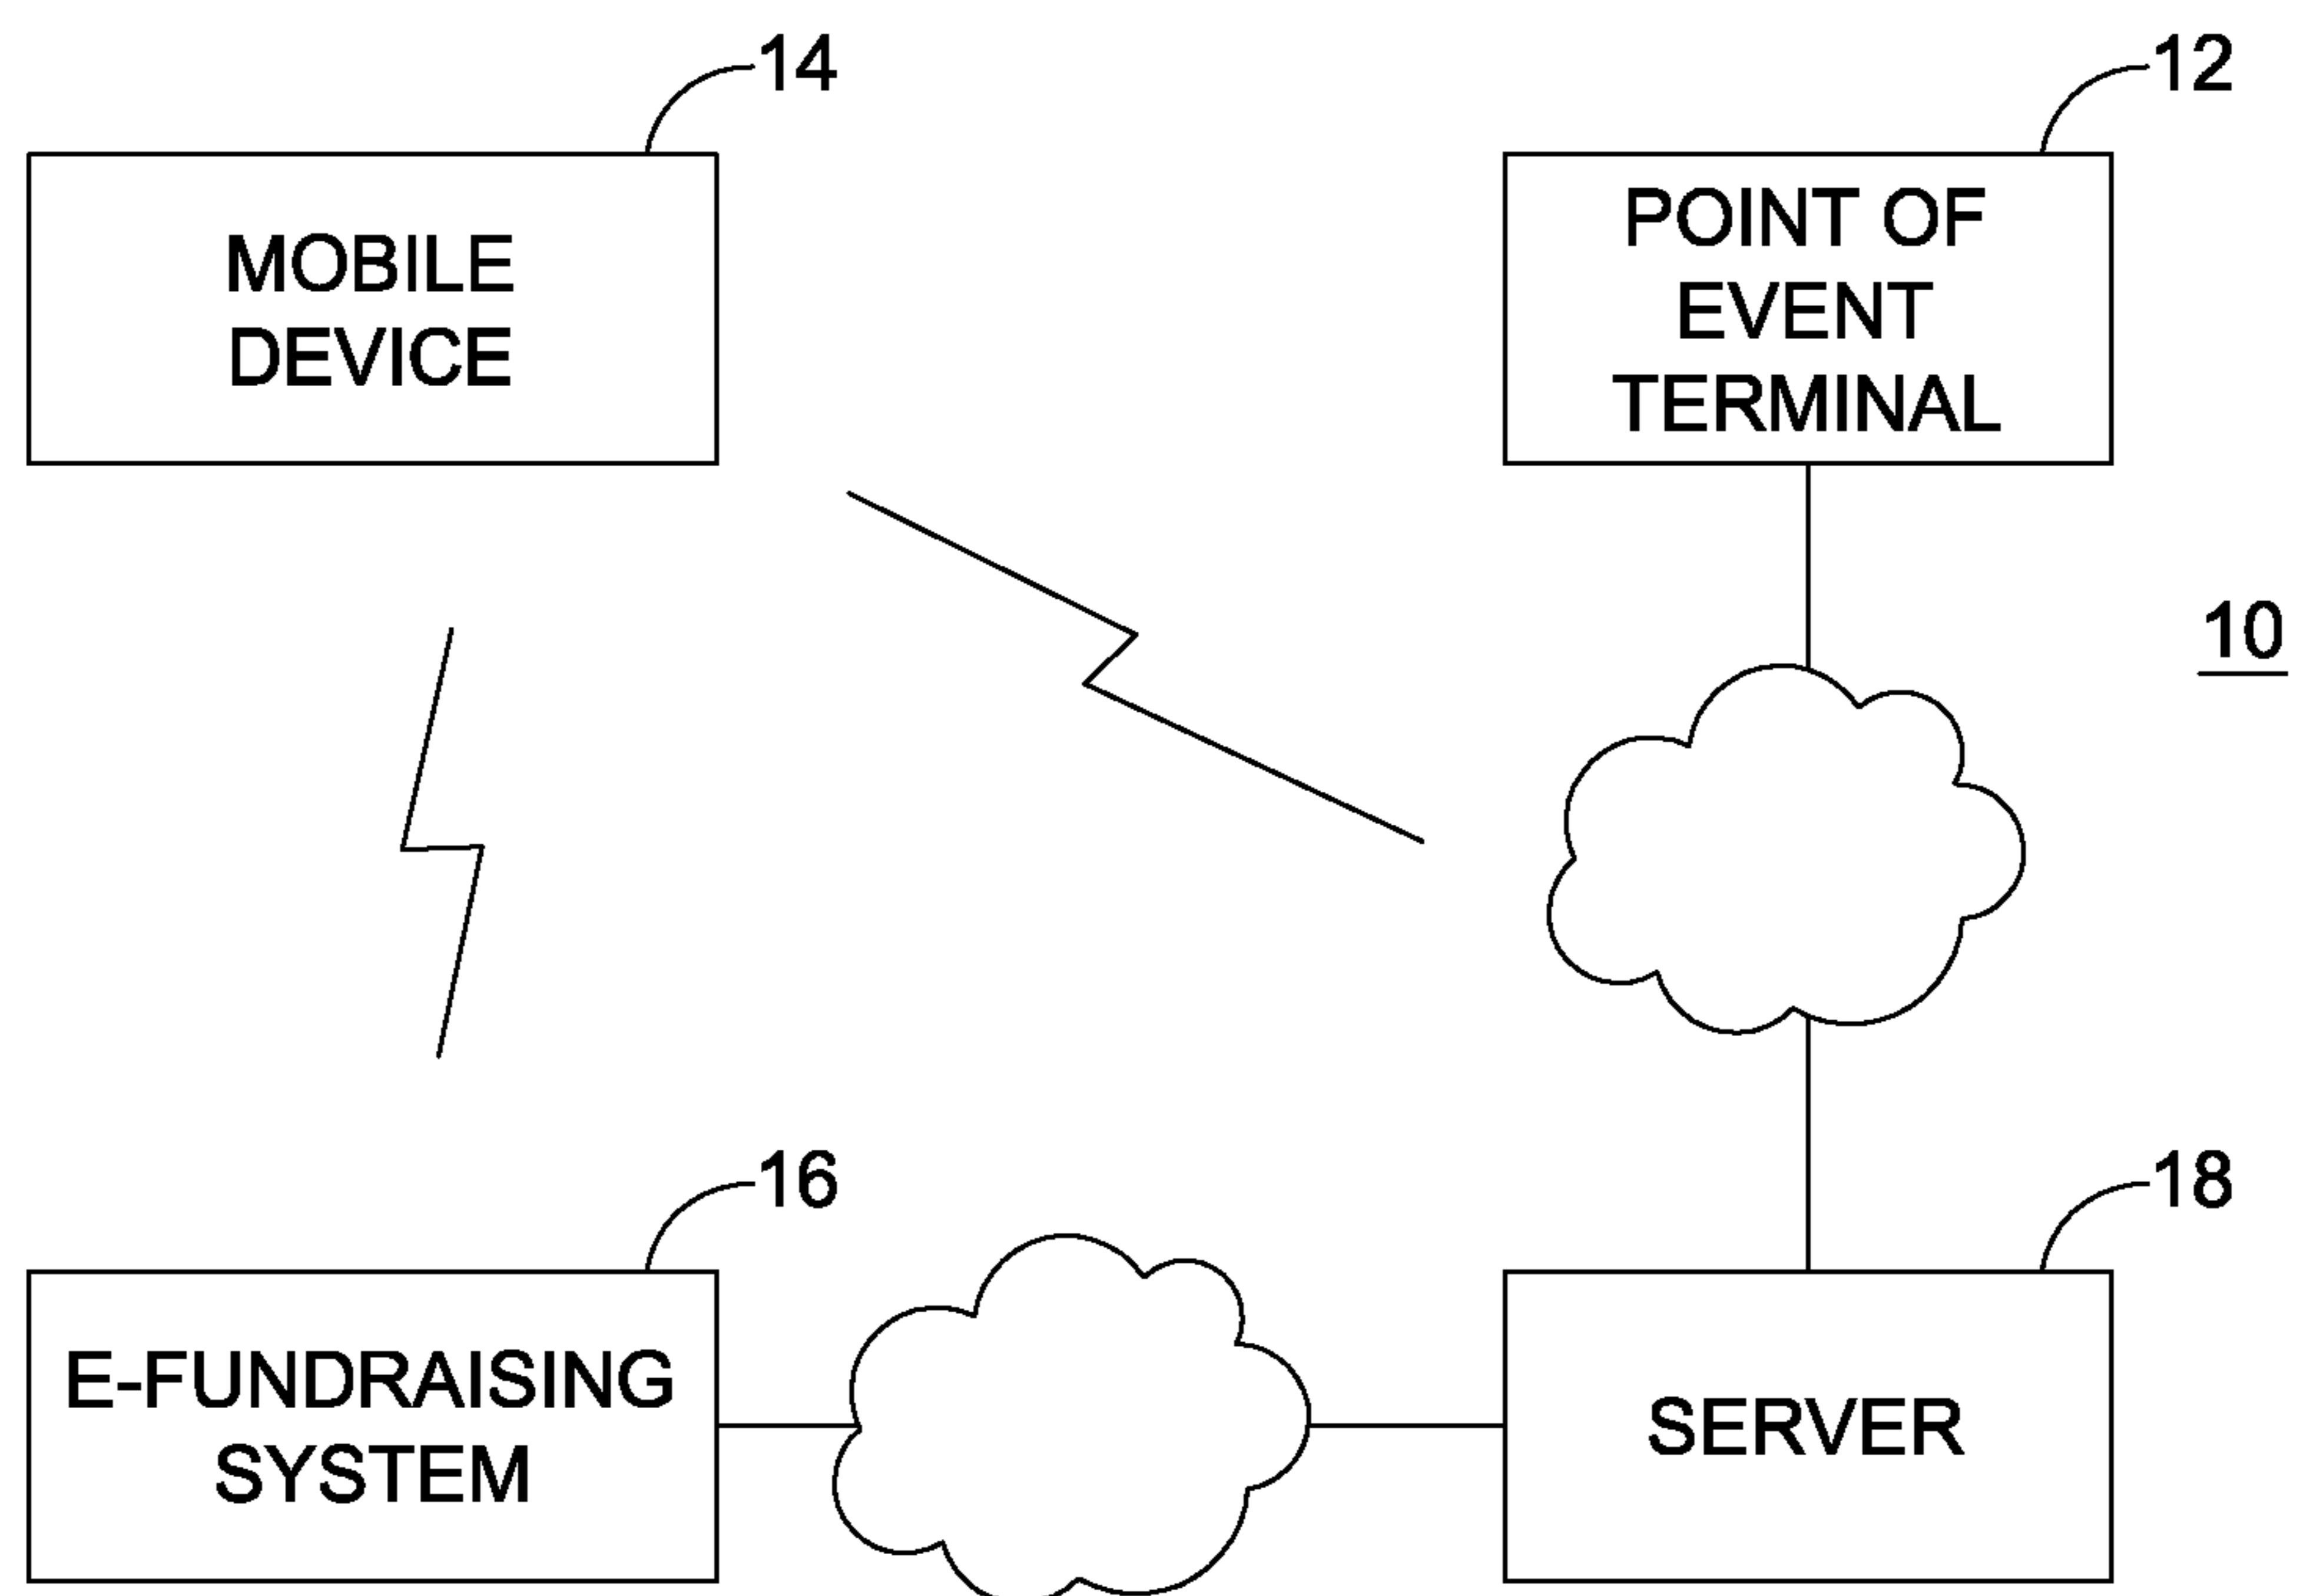 14
12
MOBILE
DEVICE
POINT OF
EVENT
TERMINAL
10
16
18
E-FUNDRAISING
SYSTEM
SERVER